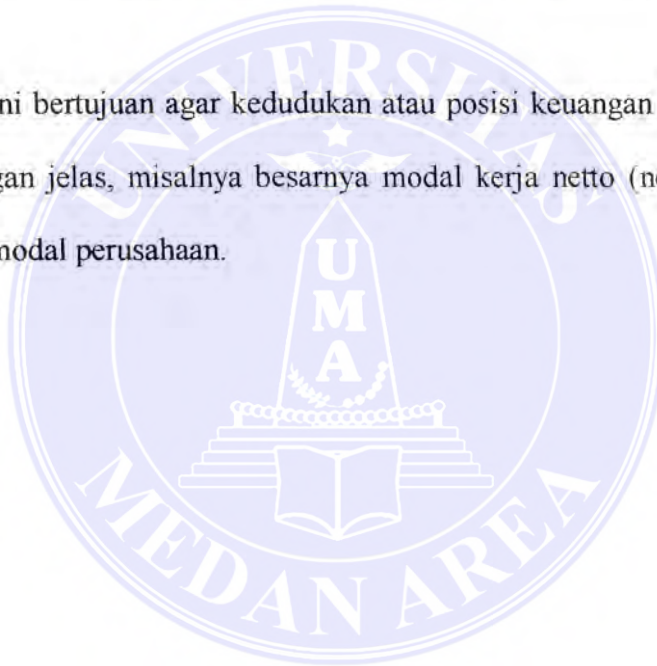 ni bertujuan agar kedudukan atau posisi keuangan
gan jelas, misalnya besarnya modal kerja netto (ne
modal perusahaan.
UNIVERSITAS
UMA
MEDAN AREA